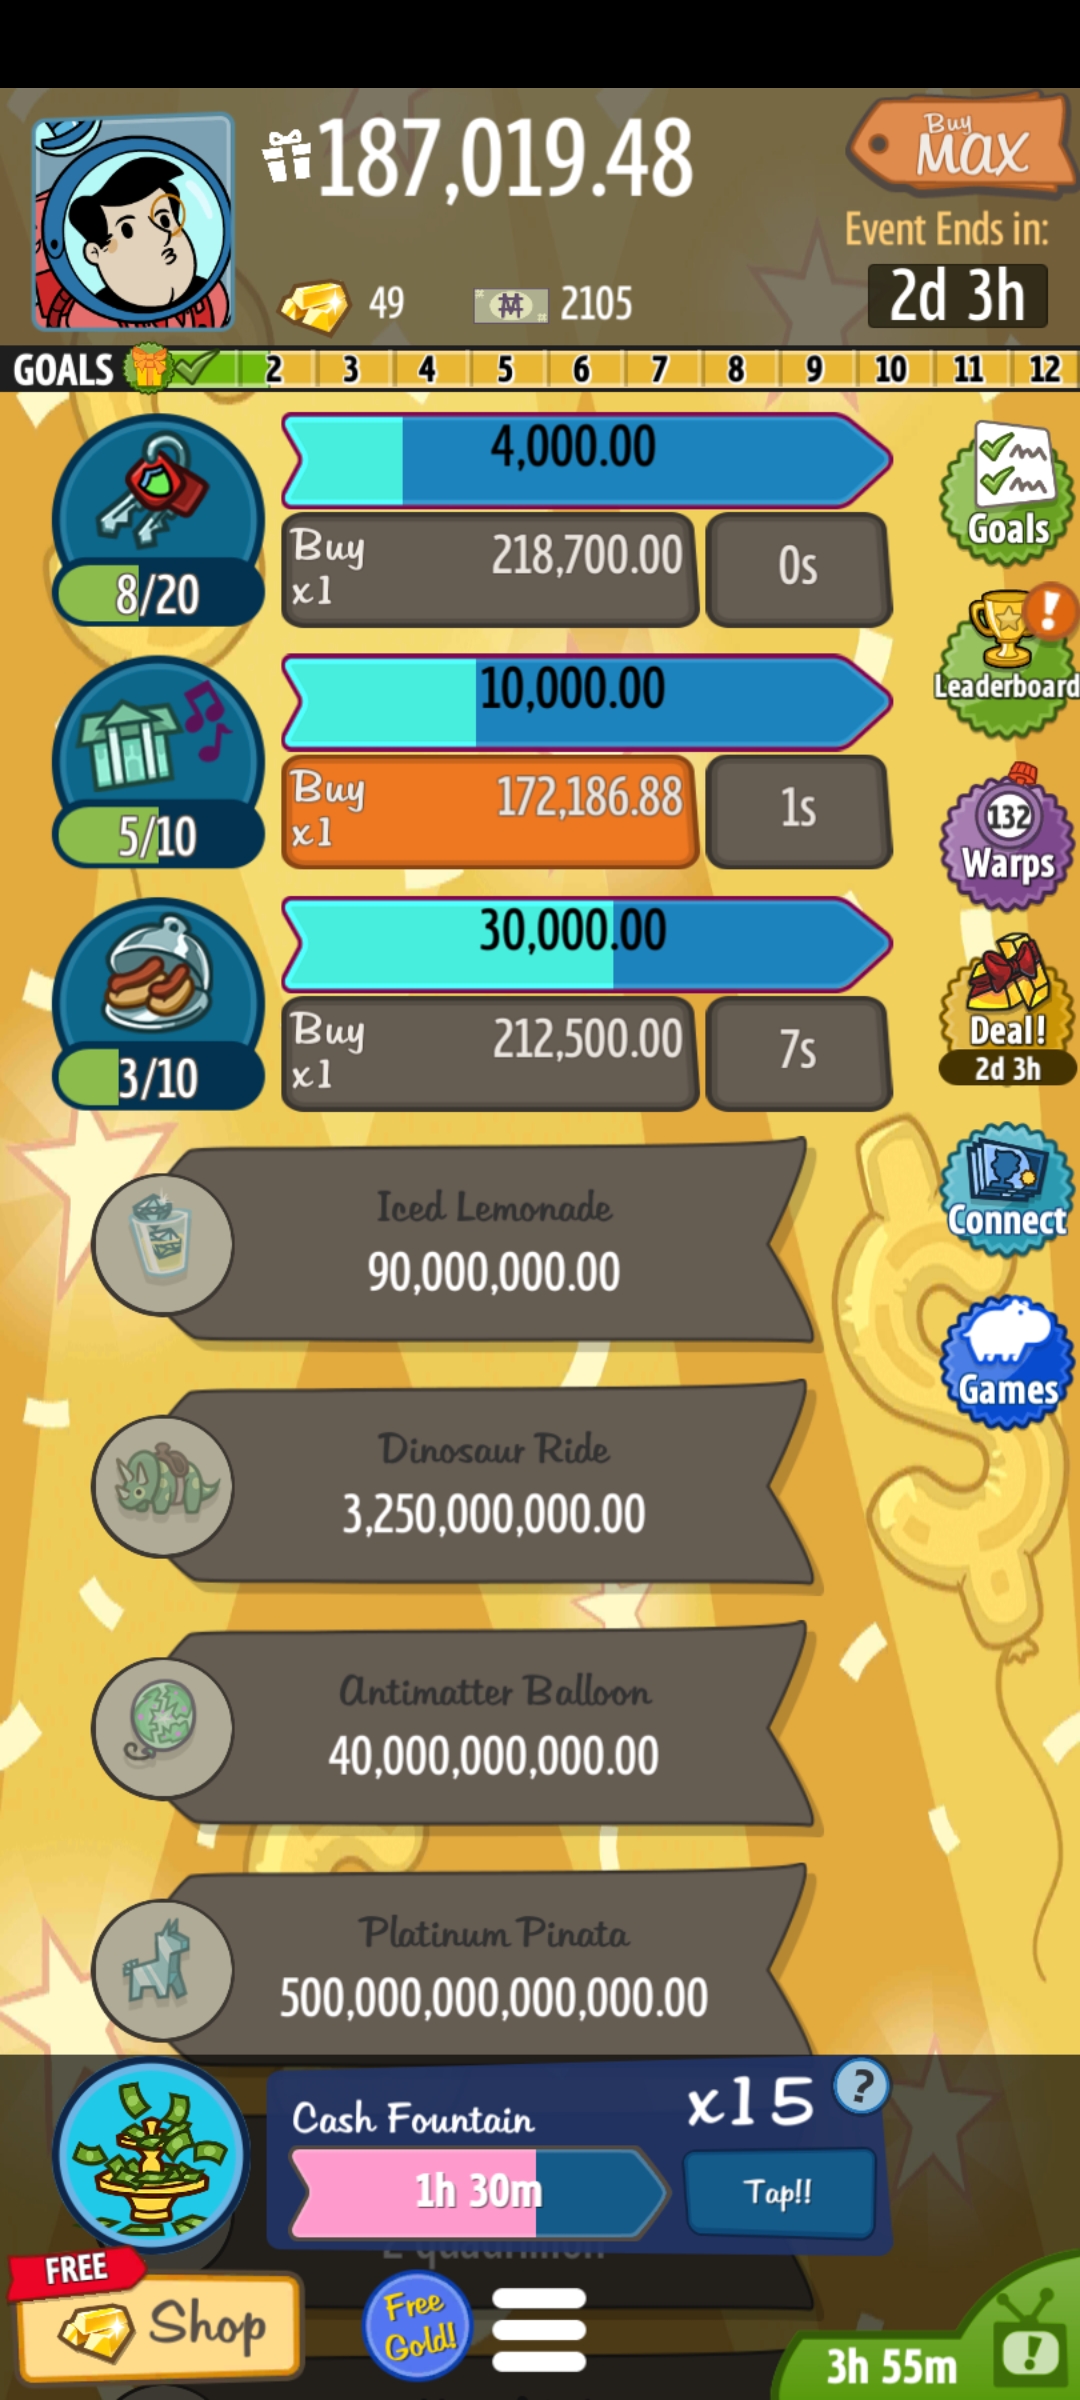 187,019.48
Buy
MAX
Event Ends in:
49
2105
2d 3h
GOALS 2 3 4 5 6 7 8 9 10 11 12
4,000.00
Buy
x1
218,700.00
0s
8/20
Goals
Leaderboard
10,000.00
Buy
x1
172,186.88
1s
5/10
132
Warps
30,000.00
Buy
x1
212,500.00
7s
3/10
Deal!
2d 3h
Iced Lemonade
90,000,000.00
Connect
Dinosaur Ride
3,250,000,000.00
Games
Antimatter Balloon
40,000,000,000.00
Platinum Pinata
500,000,000,000,000.00
Cash Fountain
x15
?
1h 30m
Tap!!
2 quadrillion
FREE
Shop
Free
Gold!
3h 55m